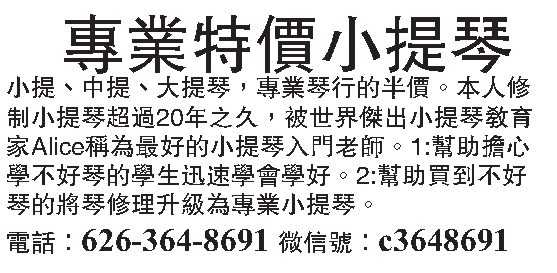 專業特價小提琴
小提、中提、大提琴，專業琴行的半價。本人修
制小提琴超過20年之久，被世界傑出小提琴敎育
家Alice稱為最好的小提琴入門老師。1:幫助擔心
學不好琴的學生迅速學會學好。2:幫助買到不好
琴的將琴修理升級為專業小提琴。
電話：626-364-8691 微信號：c3648691